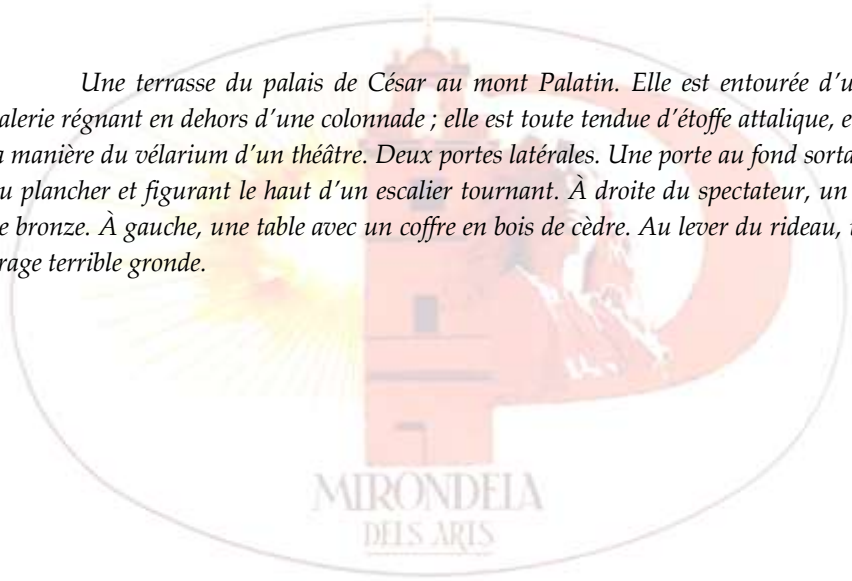 Une terrasse du palais de César au mont Palatin. Elle est entourée d'u
alerie régnant en dehors d'une colonnade ; elle est toute tendue d'étoffe attalique, e
a manière du vélarium d'un théâtre. Deux portes latérales. Une porte au fond sorta
u plancher et figurant le haut d'un escalier tournant. À droite du spectateur, un
e bronze. À gauche, une table avec un coffre en bois de cèdre. Au lever du rideau,
rage terrible gronde.
MIRONDELA
DELS ARTS